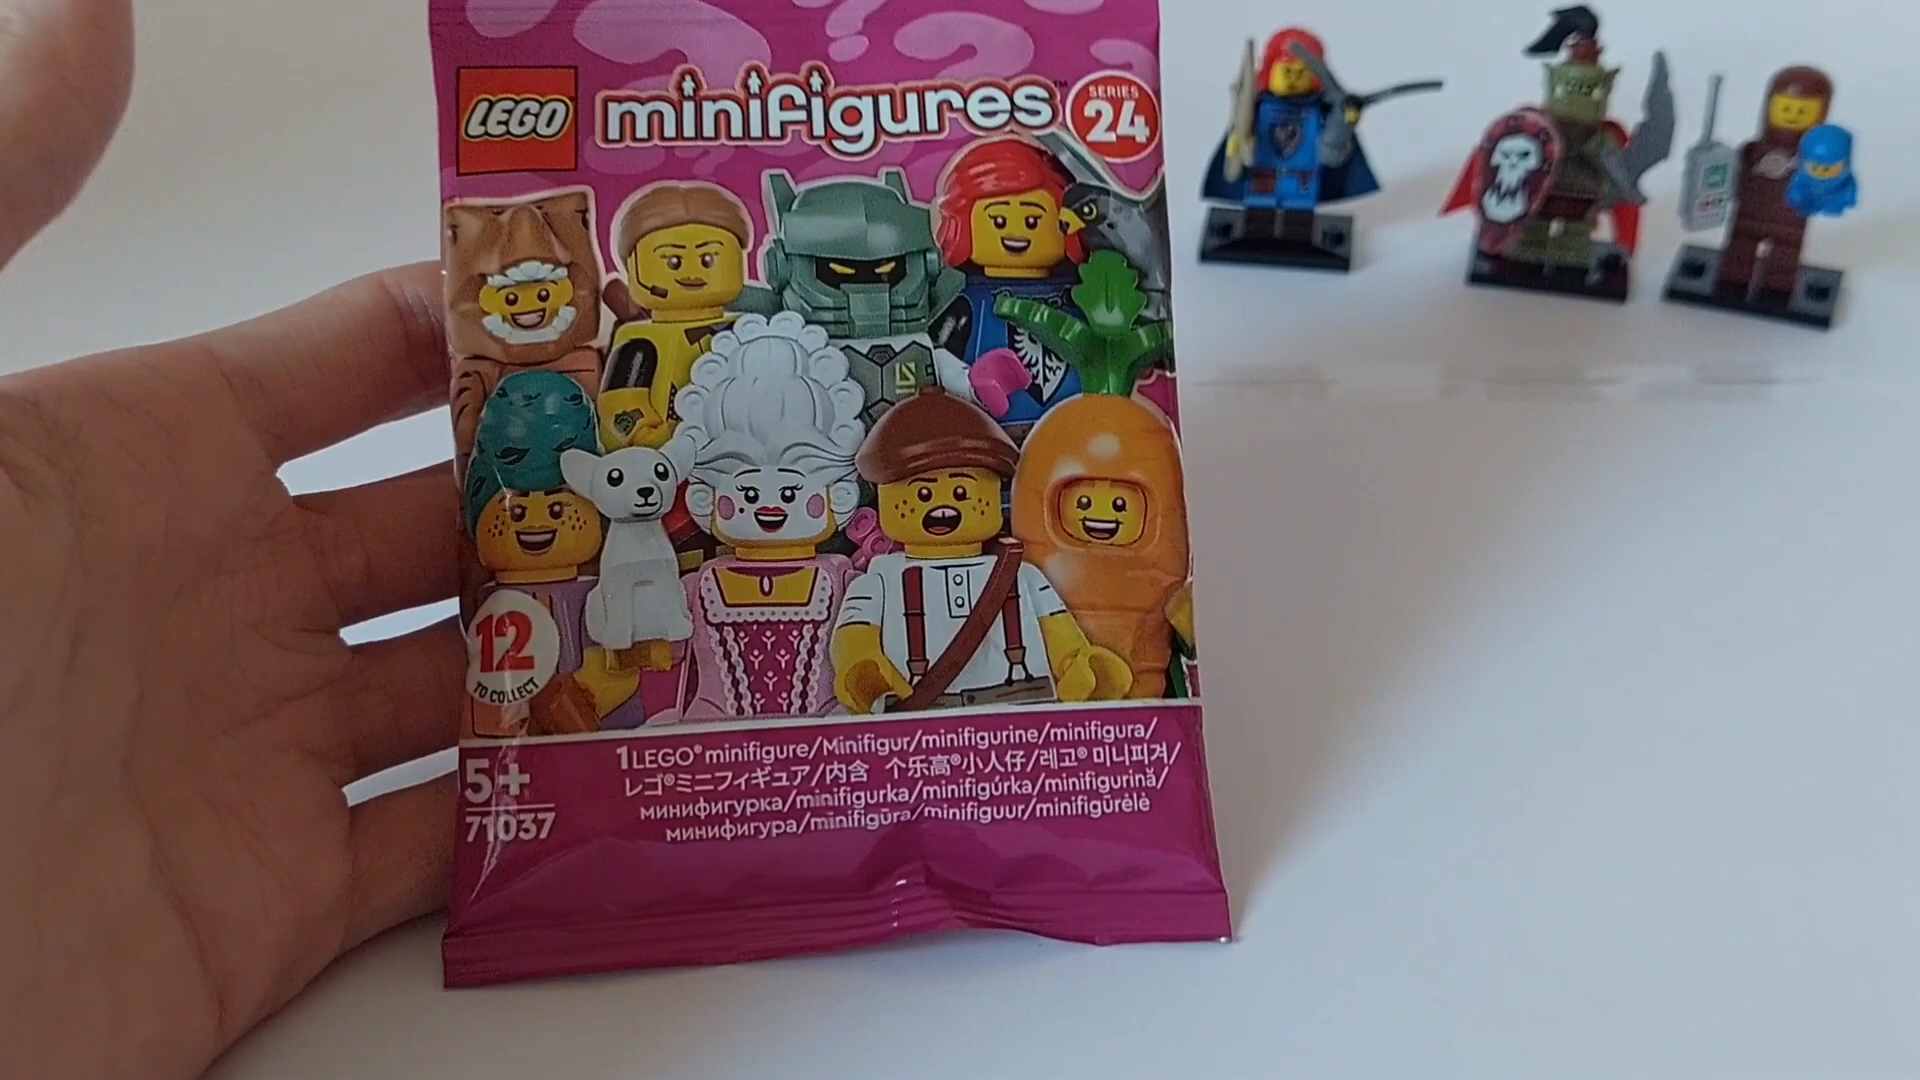 LEGO
minifigures™
SERIES
24
12
TO COLLECT
5+
71037
1 LEGO® minifigure/Minifigur/minifigurine/minifigura/
レゴ®ミニフィギュア/内含 个乐高®小人仔/레고® 미니피겨/
минифигурка/minifigurka/minifigúrka/minifigurină/
минифигура/minifigūra/minifiguur/minifigūrėlė